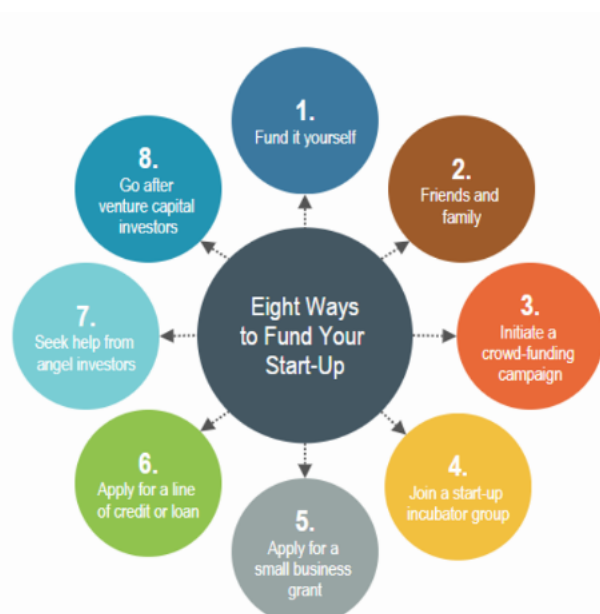 Eight Ways
to Fund Your
Start-Up
1.
Fund it yourself
2.
Friends and
family
3.
Initiate a
crowd-funding
campaign
4.
Join a start-up
incubator group
5.
Apply for a
small business
grant
6.
Apply for a line
of credit or loan
7.
Seek help from
angel investors
8.
Go after
venture capital
investors